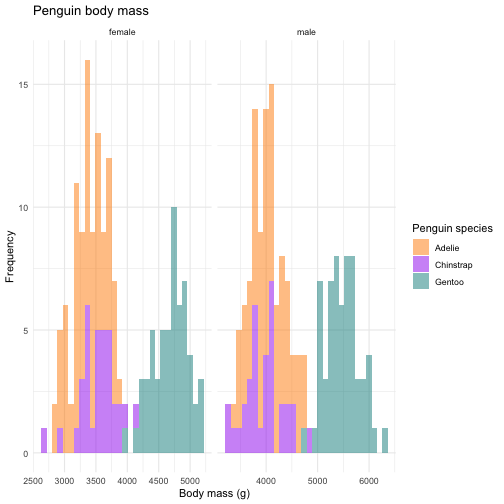 Penguin body mass
female
male
15
10
5
0
Frequency
2500 3000 3500 4000 4500 5000
4000 5000 6000
Body mass (g)
Penguin species
Adelie
Chinstrap
Gentoo